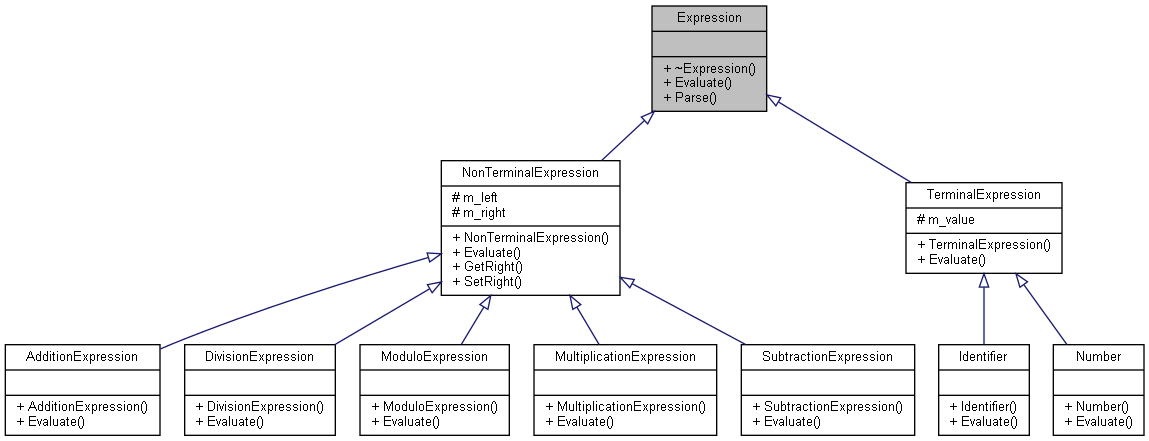 Expression
+ ~Expression()
+ Evaluate()
+ Parse()
NonTerminalExpression
# m_left
# m_right
+ NonTerminalExpression()
+ Evaluate()
+ GetRight()
+ SetRight()
TerminalExpression
# m_value
+ TerminalExpression()
+ Evaluate()
AdditionExpression
+ AdditionExpression()
+ Evaluate()
DivisionExpression
+ DivisionExpression()
+ Evaluate()
ModuloExpression
+ ModuloExpression()
+ Evaluate()
MultiplicationExpression
+ MultiplicationExpression()
+ Evaluate()
SubtractionExpression
+ SubtractionExpression()
+ Evaluate()
Identifier
+ Identifier()
+ Evaluate()
Number
+ Number()
+ Evaluate()